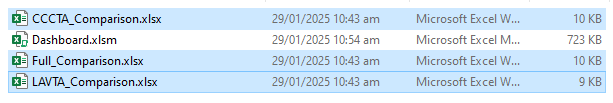 CCCTA_Comparison.xlsx 29/01/2025 10:43 am Microsoft Excel W... 10 KB
Dashboard.xlsm 29/01/2025 10:54 am Microsoft Excel M... 723 KB
Full_Comparison.xlsx 29/01/2025 10:43 am Microsoft Excel W... 10 KB
LAVTA_Comparison.xlsx 29/01/2025 10:43 am Microsoft Excel W... 9 KB